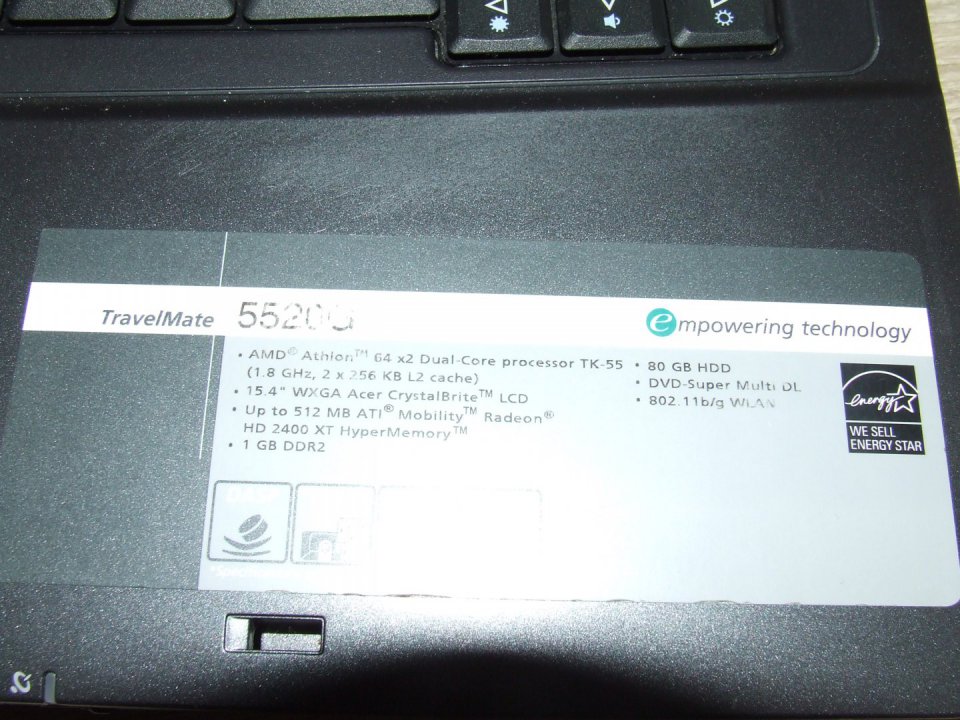 TravelMate 5520G
empowering technology
• AMD® Athlon™ 64 x2 Dual-Core processor TK-55
(1.8 GHz, 2 x 256 KB L2 cache)
• 15.4" WXGA Acer CrystalBrite™ LCD
• Up to 512 MB ATI® Mobility™ Radeon®
HD 2400 XT HyperMemory™
• 1 GB DDR2
• 80 GB HDD
• DVD-Super Multi DL
• 802.11b/g WLAN
energy
WE SELL
ENERGY STAR
DASP